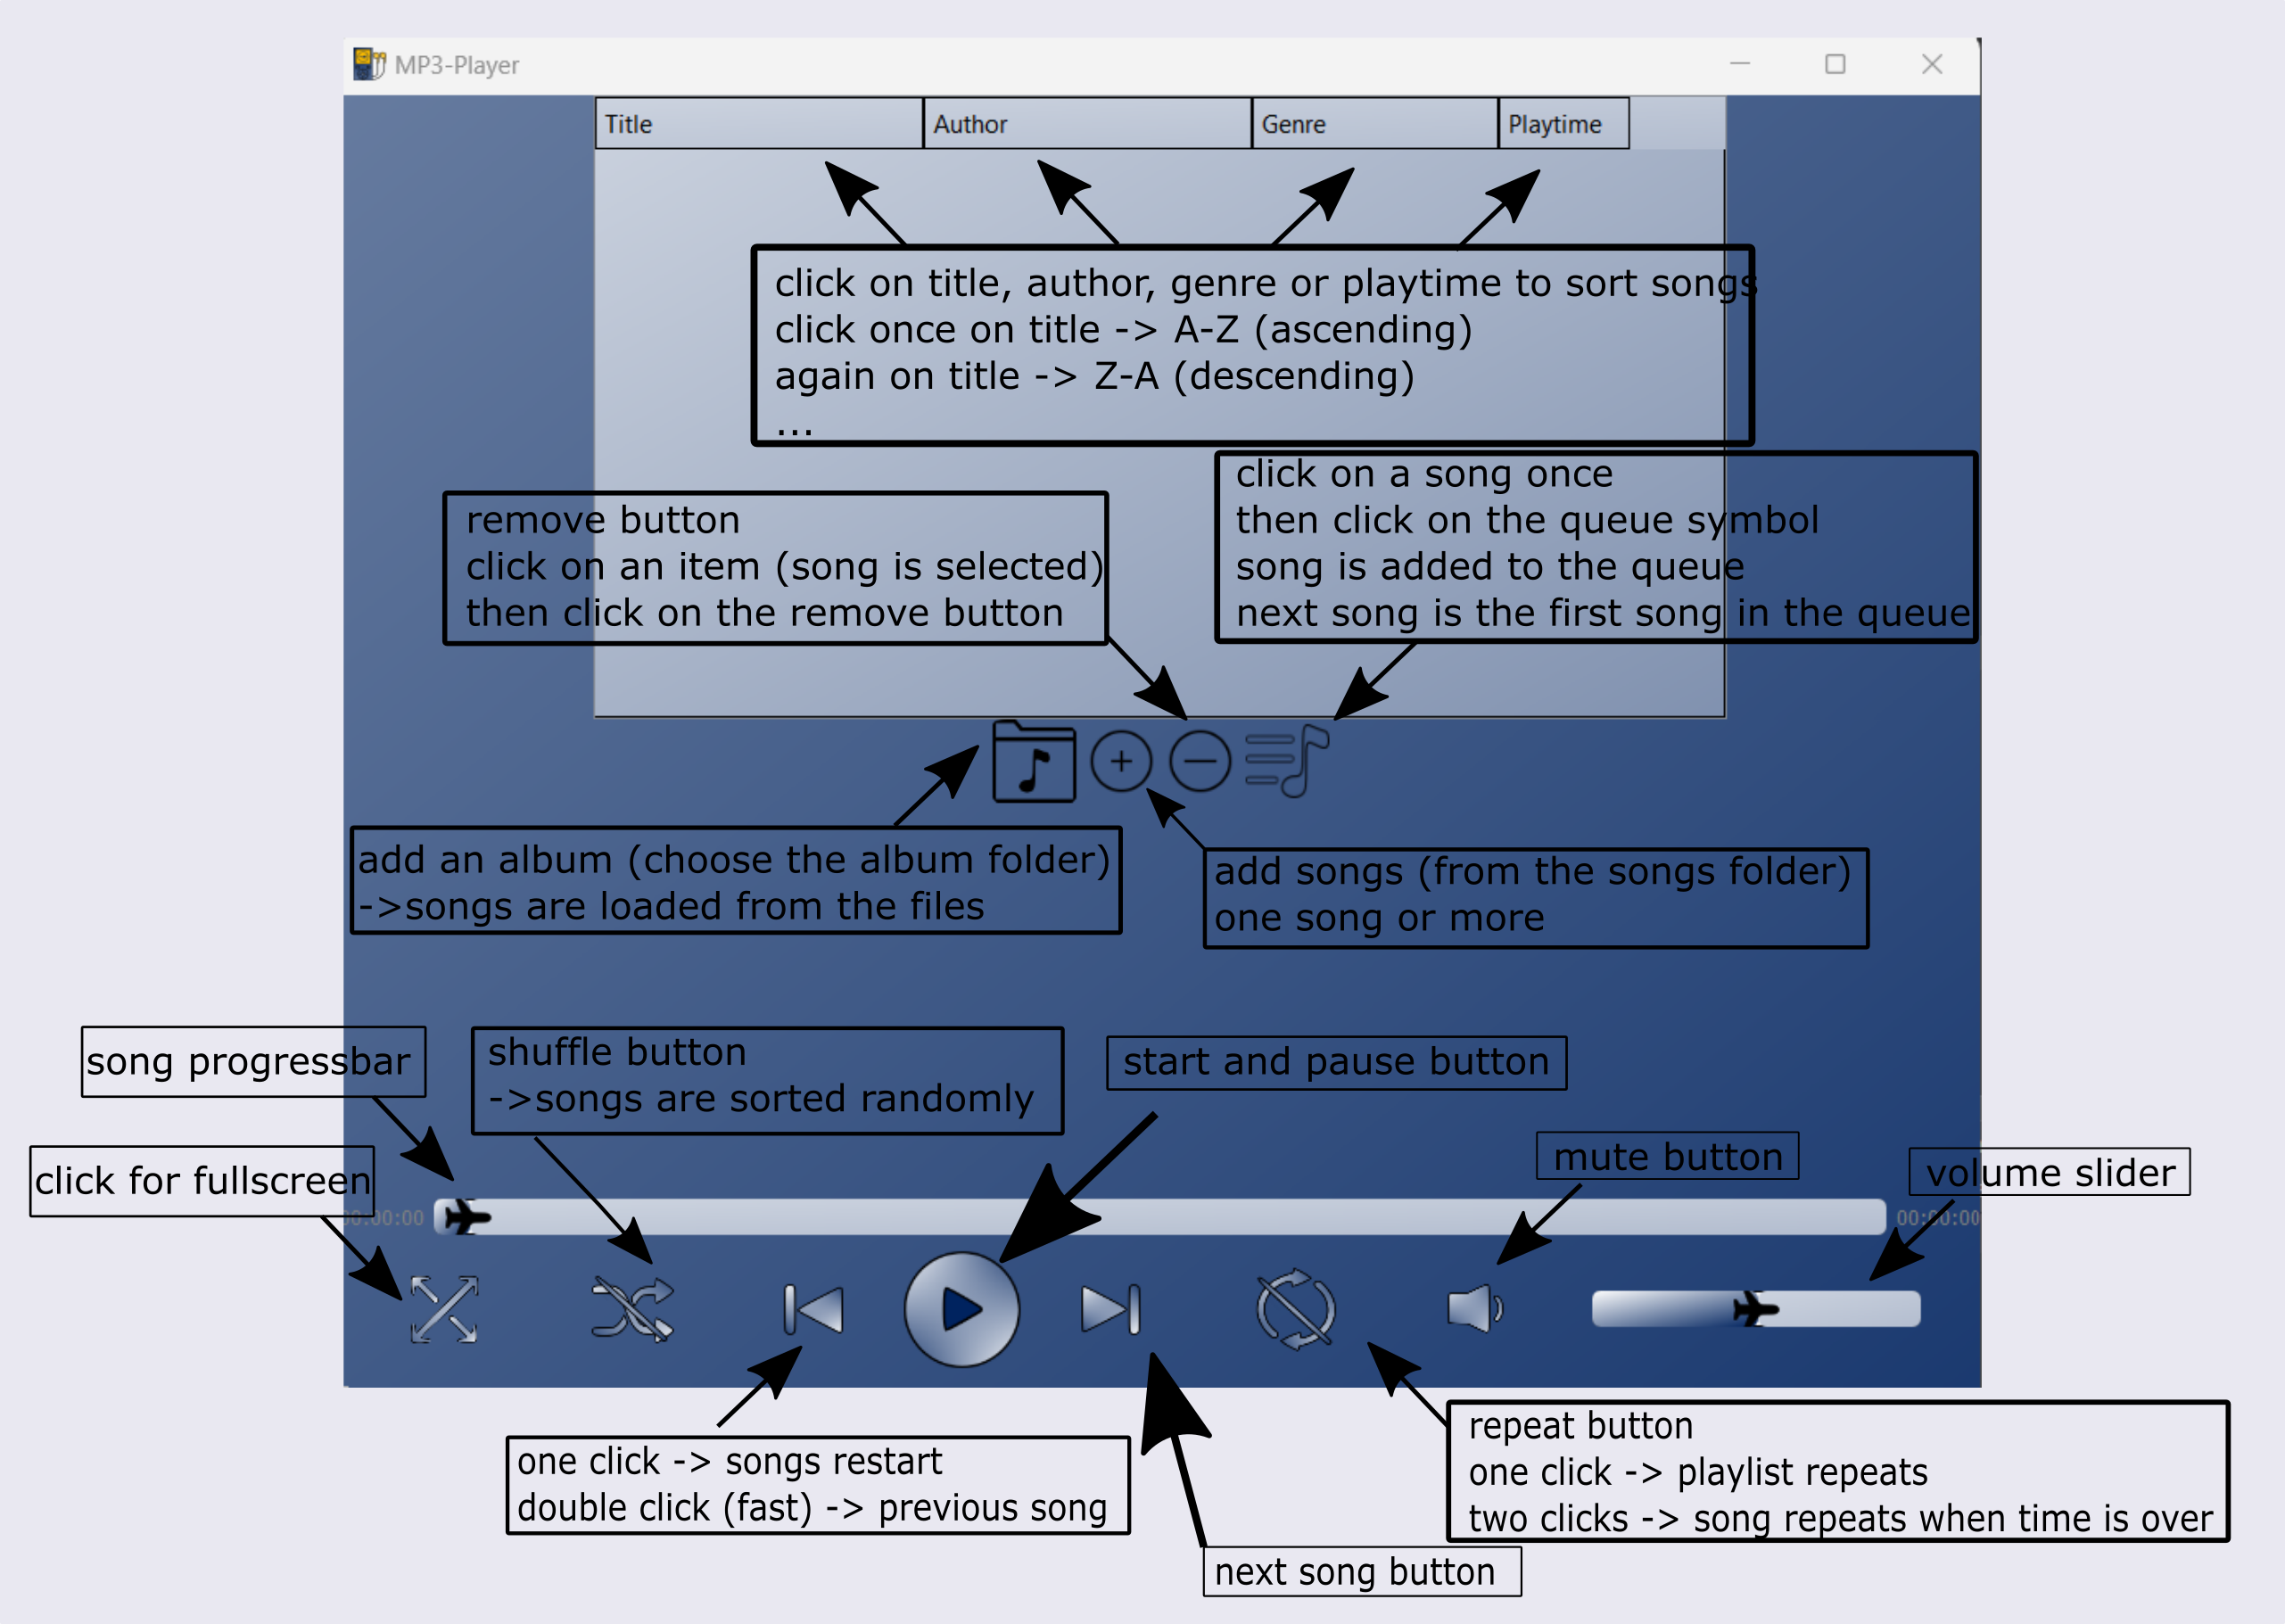 MP3-Player
Title Author Genre Playtime
click on title, author, genre or playtime to sort songs
click once on title -> A-Z (ascending)
again on title -> Z-A (descending)
...
remove button
click on an item (song is selected)
then click on the remove button
click on a song once
then click on the queue symbol
song is added to the queue
next song is the first song in the queue
add an album (choose the album folder)
->songs are loaded from the files
add songs (from the songs folder)
one song or more
song progressbar
shuffle button
->songs are sorted randomly
start and pause button
mute button
volume slider
click for fullscreen
00:00:00
00:00:00
one click -> songs restart
double click (fast) -> previous song
next song button
repeat button
one click -> playlist repeats
two clicks -> song repeats when time is over